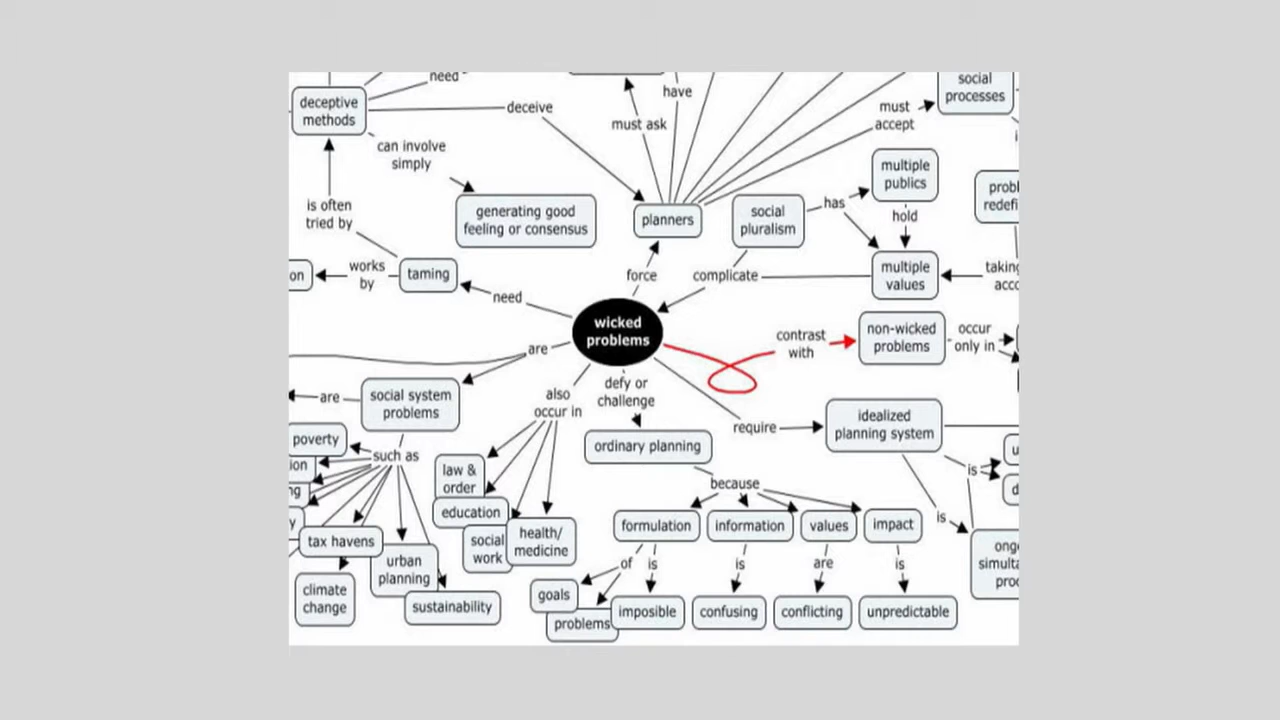 need
have
social
processes
deceptive
methods
deceive
must ask
must
accept
can involve
simply
multiple
publics
is often
tried by
generating good
feeling or consensus
planners
social
pluralism
has
hold
works
by
taming
force
complicate
multiple
values
need
wicked
problems
contrast
with
non-wicked
problems
occur
only in
are
are
social system
problems
also
occur in
defy or
challenge
require
idealized
planning system
poverty
such as
law &
order
ordinary planning
because
is
education
social
work
health/
medicine
formulation
information
values
impact
is
tax havens
urban
planning
of
is
is
are
is
climate
change
sustainability
goals
problems
imposible
confusing
conflicting
unpredictable